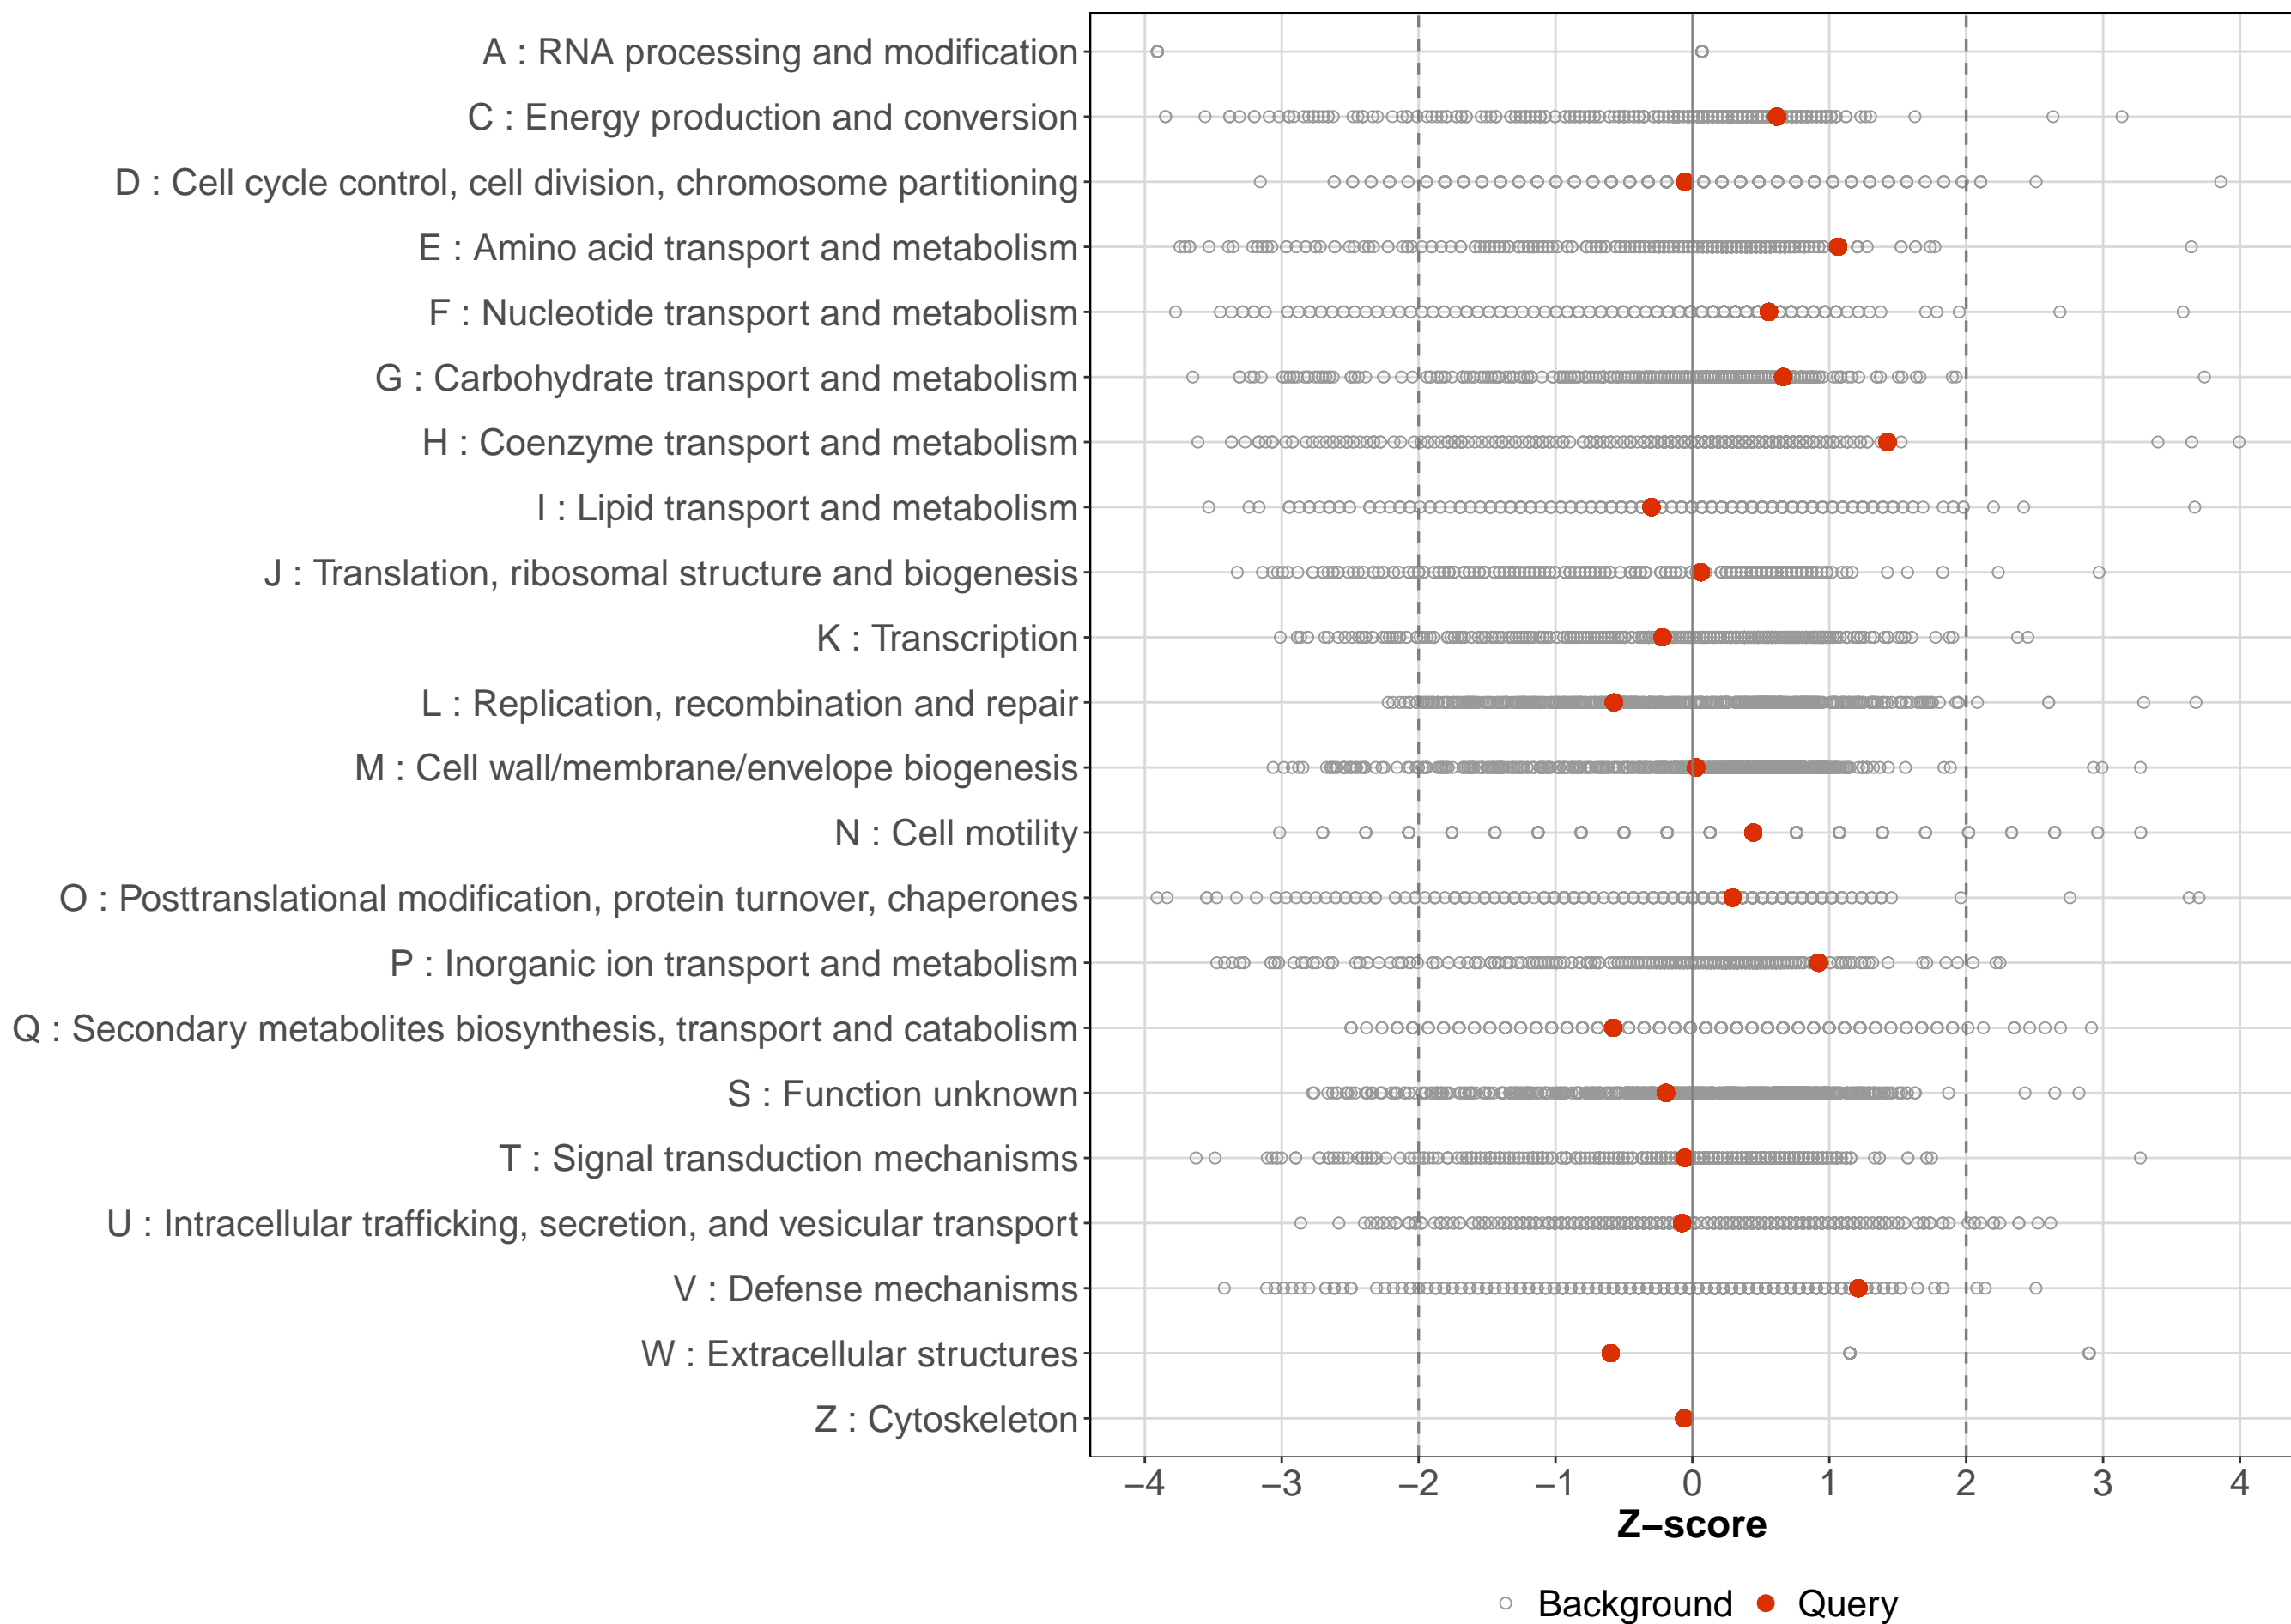 A : RNA processing and modification
C : Energy production and conversion
D : Cell cycle control, cell division, chromosome partitioning
E : Amino acid transport and metabolism
F : Nucleotide transport and metabolism
G : Carbohydrate transport and metabolism
H : Coenzyme transport and metabolism
I : Lipid transport and metabolism
J : Translation, ribosomal structure and biogenesis
K : Transcription
L : Replication, recombination and repair
M : Cell wall/membrane/envelope biogenesis
N : Cell motility
O : Posttranslational modification, protein turnover, chaperones
P : Inorganic ion transport and metabolism
Q : Secondary metabolites biosynthesis, transport and catabolism
S : Function unknown
T : Signal transduction mechanisms
U : Intracellular trafficking, secretion, and vesicular transport
V : Defense mechanisms
W : Extracellular structures
Z : Cytoskeleton
−4 −3 −2 −1 0 1 2 3 4
Z−score
Background Query